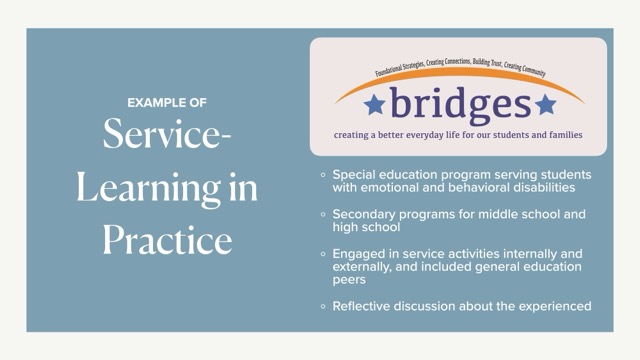 EXAMPLE OF
Service-
Learning in
Practice
Foundational Strategies, Creating Connections, Building Trust, Creating Community
bridges
creating a better everyday life for our students and families
Special education program serving students
with emotional and behavioral disabilities
Secondary programs for middle school and
high school
Engaged in service activities internally and
externally, and included general education
peers
Reflective discussion about the experienced